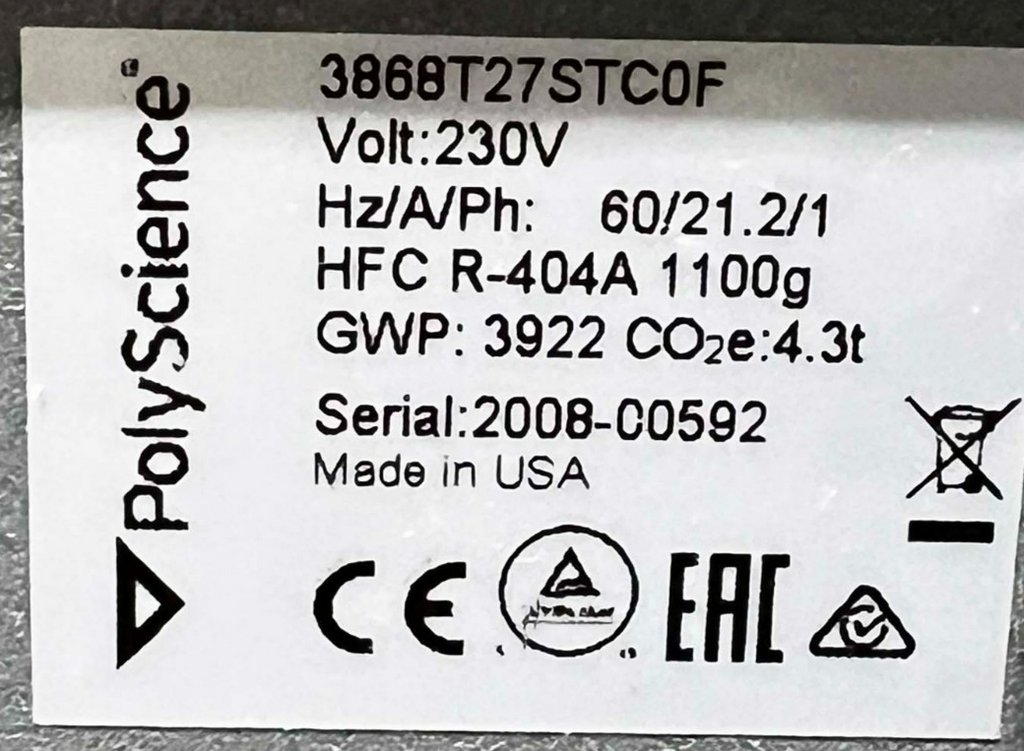 PolyScience®
3868T27STC0F
Volt:230V
Hz/A/Ph: 60/21.2/1
HFC R-404A 1100g
GWP: 3922 CO₂e:4.3t
Serial:2008-00592
Made in USA
CE
EAC